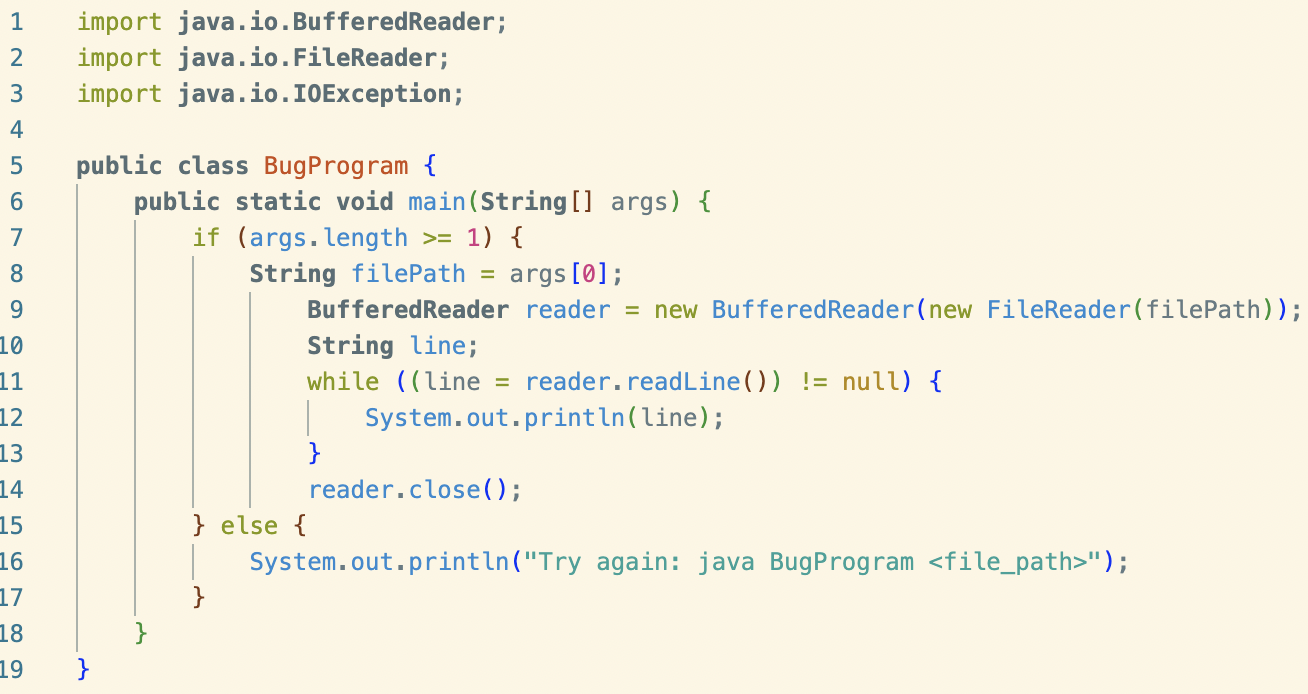 1 import java.io.BufferedReader;
2 import java.io.FileReader;
3 import java.io.IOException;
4
5 public class BugProgram {
6     public static void main(String[] args) {
7         if (args.length >= 1) {
8             String filePath = args[0];
9                 BufferedReader reader = new BufferedReader(new FileReader(filePath));
10                 String line;
11                 while ((line = reader.readLine()) != null) {
12                     System.out.println(line);
13                 }
14                 reader.close();
15         } else {
16             System.out.println("Try again: java BugProgram <file_path>");
17         }
18     }
19 }